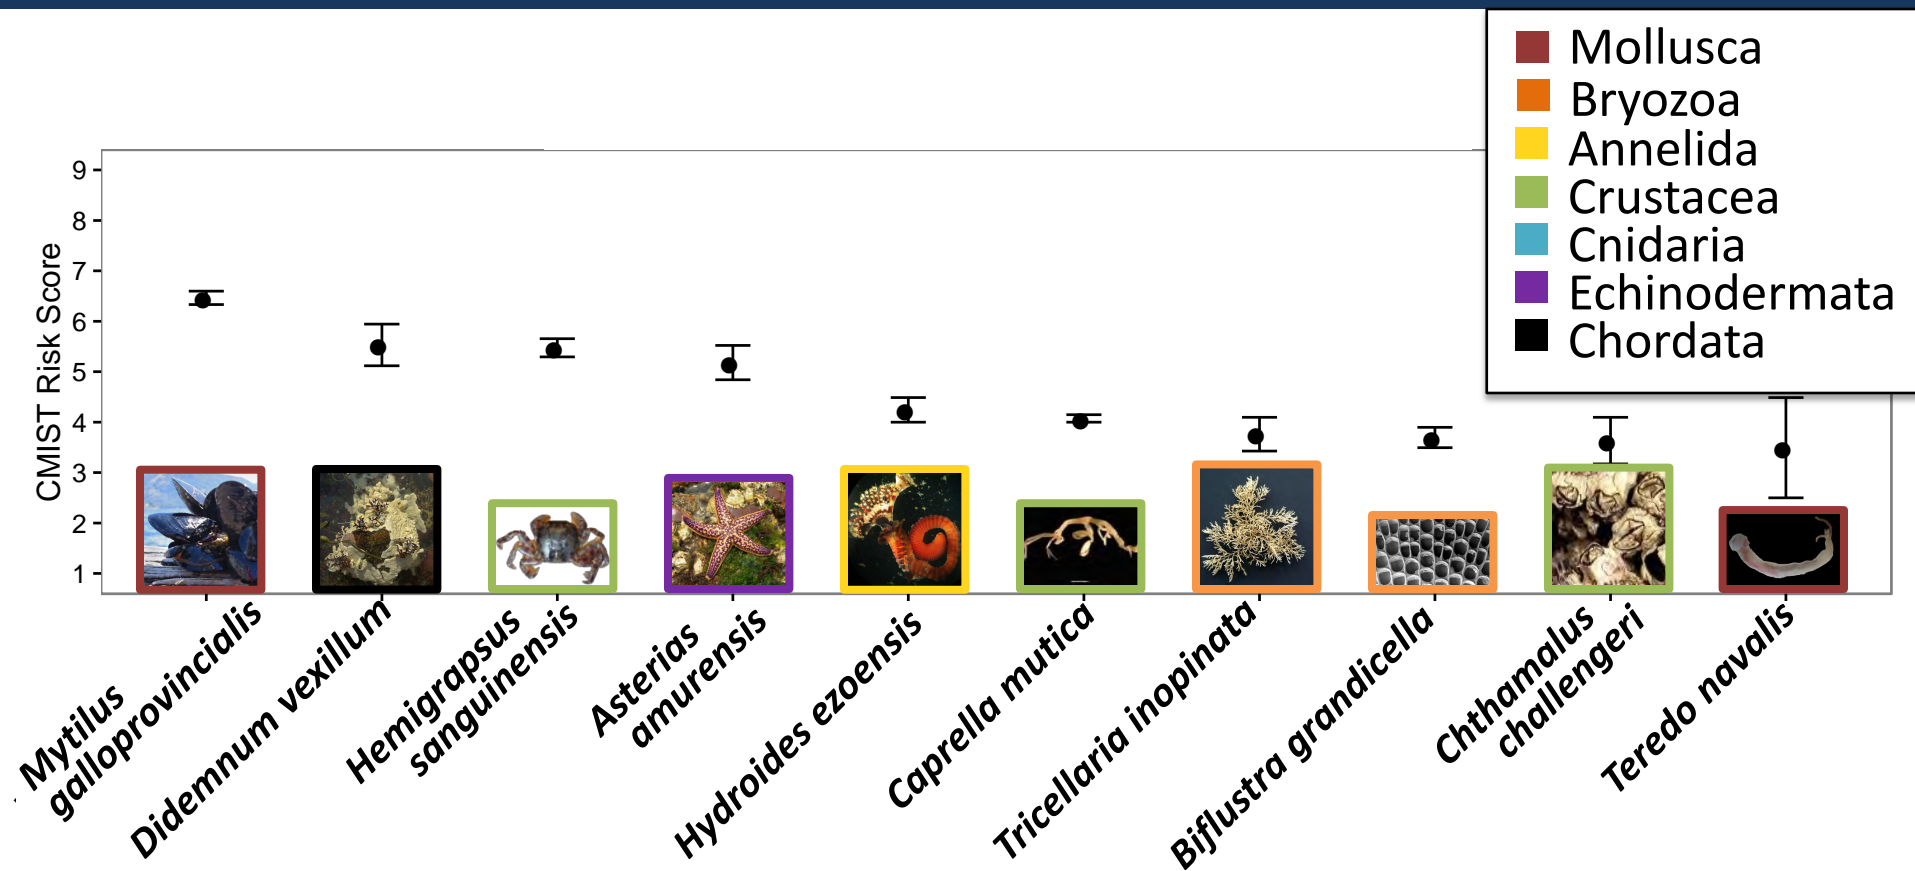 Mollusca
Bryozoa
Annelida
Crustacea
Cnidaria
Echinodermata
Chordata
CMIST Risk Score
9
8
7
6
5
4
3
2
1
Mytilus
galloprovincialis
Didemnum vexillum
Hemigrapsus
sanguinensis
Asterias
amurensis
Hydroides ezoensis
Caprella mutica
Tricellaria inopinata
Biflustra grandicella
Chthamalus
challengeri
Teredo navalis